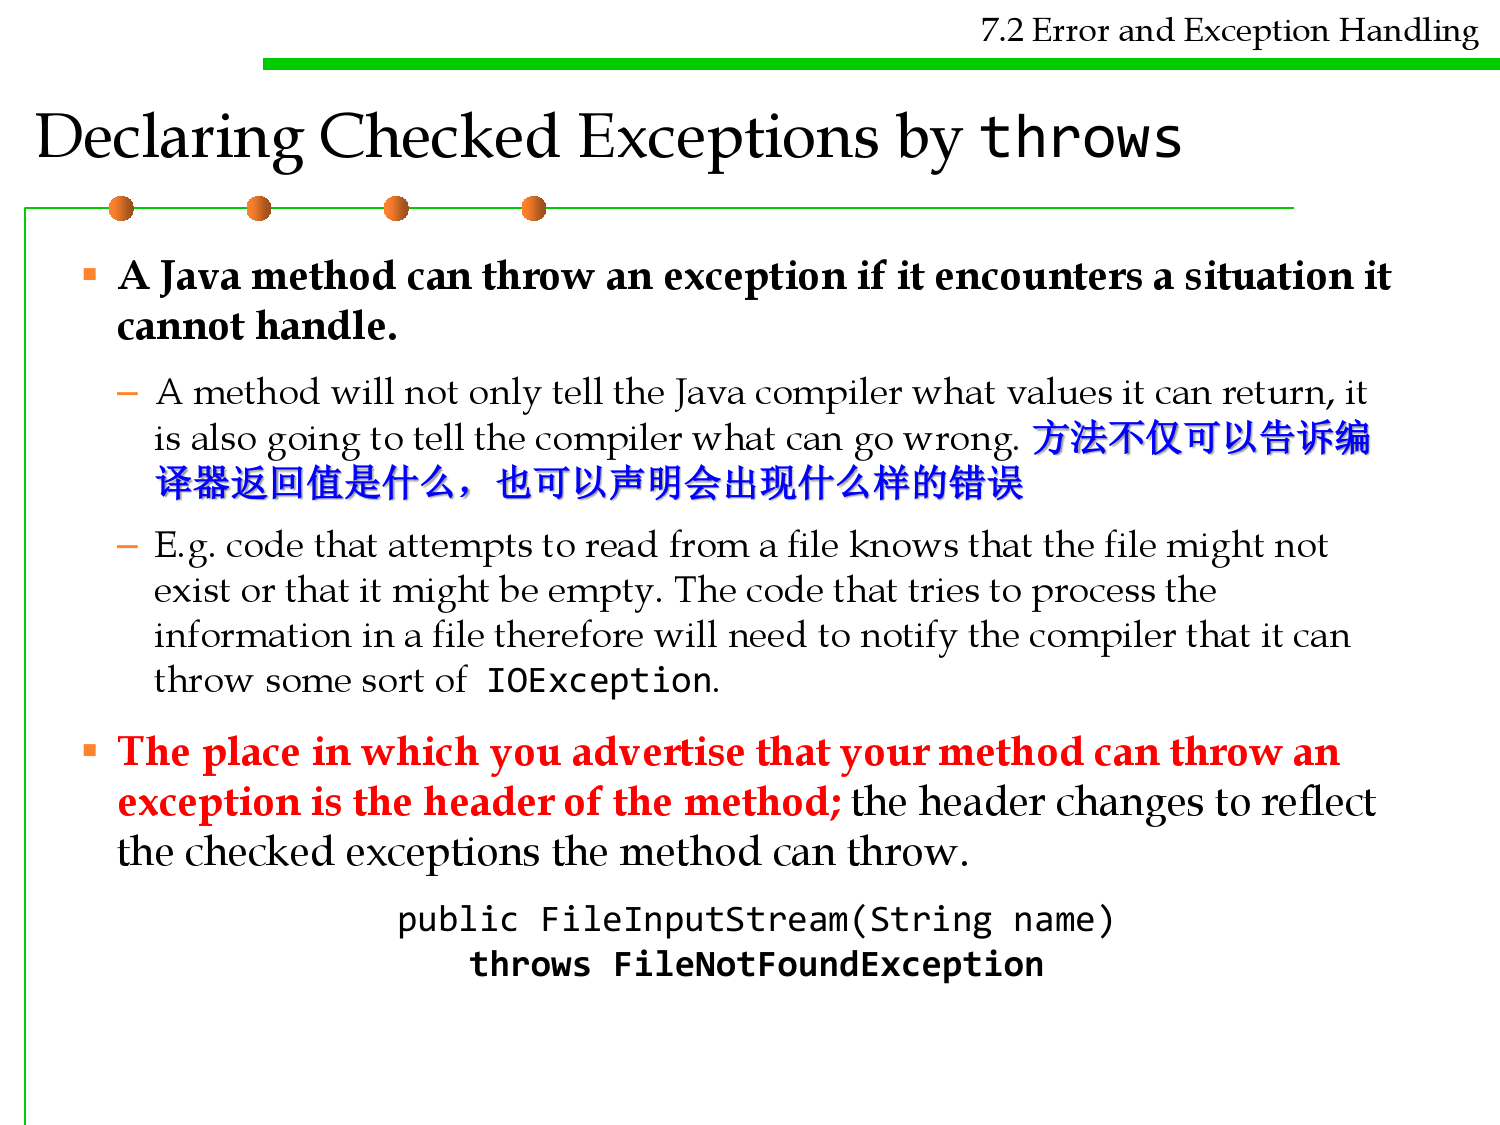 7.2 Error and Exception Handling
Declaring Checked Exceptions by throws
A Java method can throw an exception if it encounters a situation it
cannot handle.
– A method will not only tell the Java compiler what values it can return, it
is also going to tell the compiler what can go wrong. 方法不仅可以告诉编
译器返回值是什么，也可以声明会出现什么样的错误
– E.g. code that attempts to read from a file knows that the file might not
exist or that it might be empty. The code that tries to process the
information in a file therefore will need to notify the compiler that it can
throw some sort of IOException.
The place in which you advertise that your method can throw an
exception is the header of the method; the header changes to reflect
the checked exceptions the method can throw.
public FileInputStream(String name)
throws FileNotFoundException